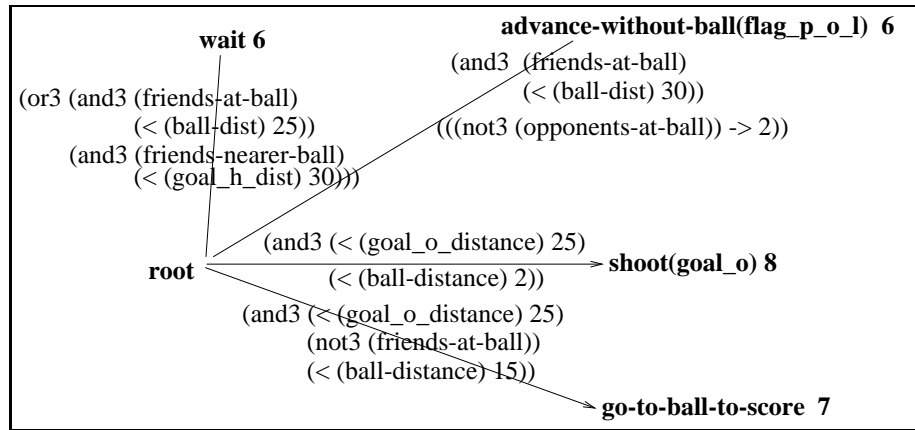 wait 6
(or3 (and3 (friends-at-ball)
(< (ball-dist) 25))
(and3 (friends-nearer-ball)
(< (goal_h_dist) 30)))
advance-without-ball(flag_p_o_l) 6
(and3 (friends-at-ball)
(< (ball-dist) 30))
(((not3 (opponents-at-ball)) -> 2))
root
(and3 (< (goal_o_distance) 25)
(< (ball-distance) 2))
shoot(goal_o) 8
(and3 (< (goal_o_distance) 25)
(not3 (friends-at-ball))
(< (ball-distance) 15))
go-to-ball-to-score 7